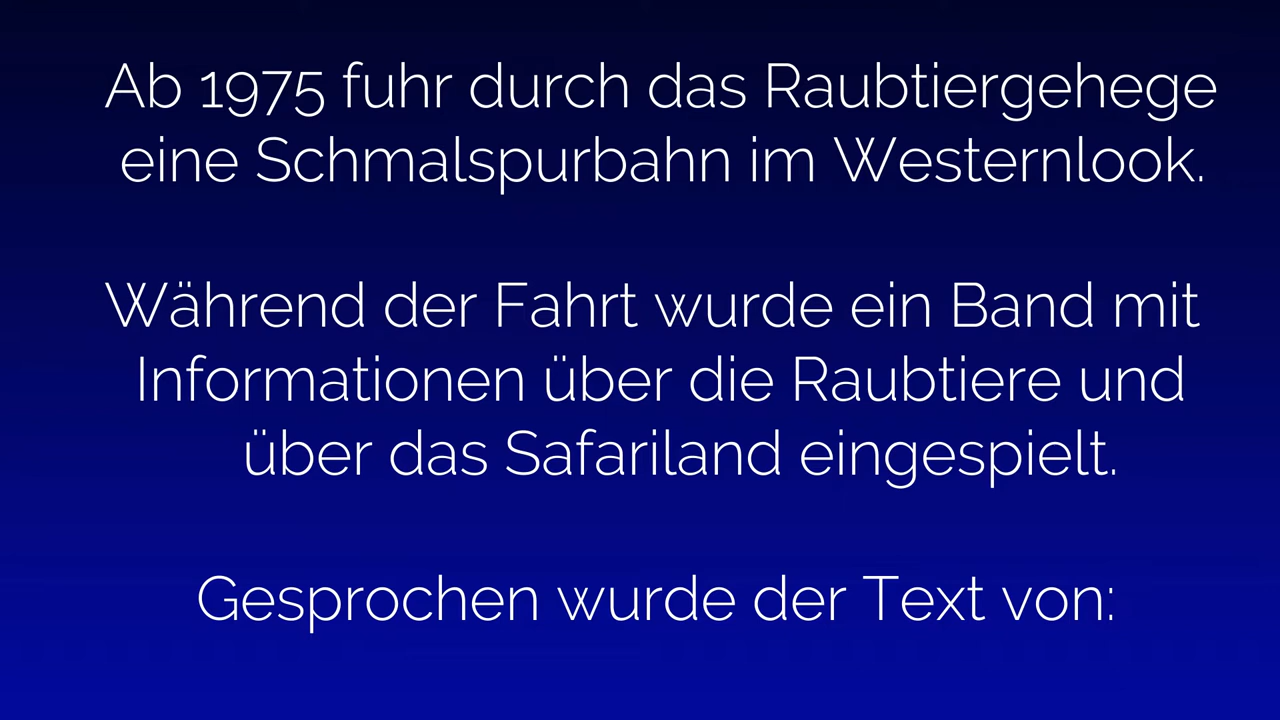 Ab 1975 fuhr durch das Raubtiergehege
eine Schmalspurbahn im Westernlook.
Während der Fahrt wurde ein Band mit
Informationen über die Raubtiere und
über das Safariland eingespielt.
Gesprochen wurde der Text von: